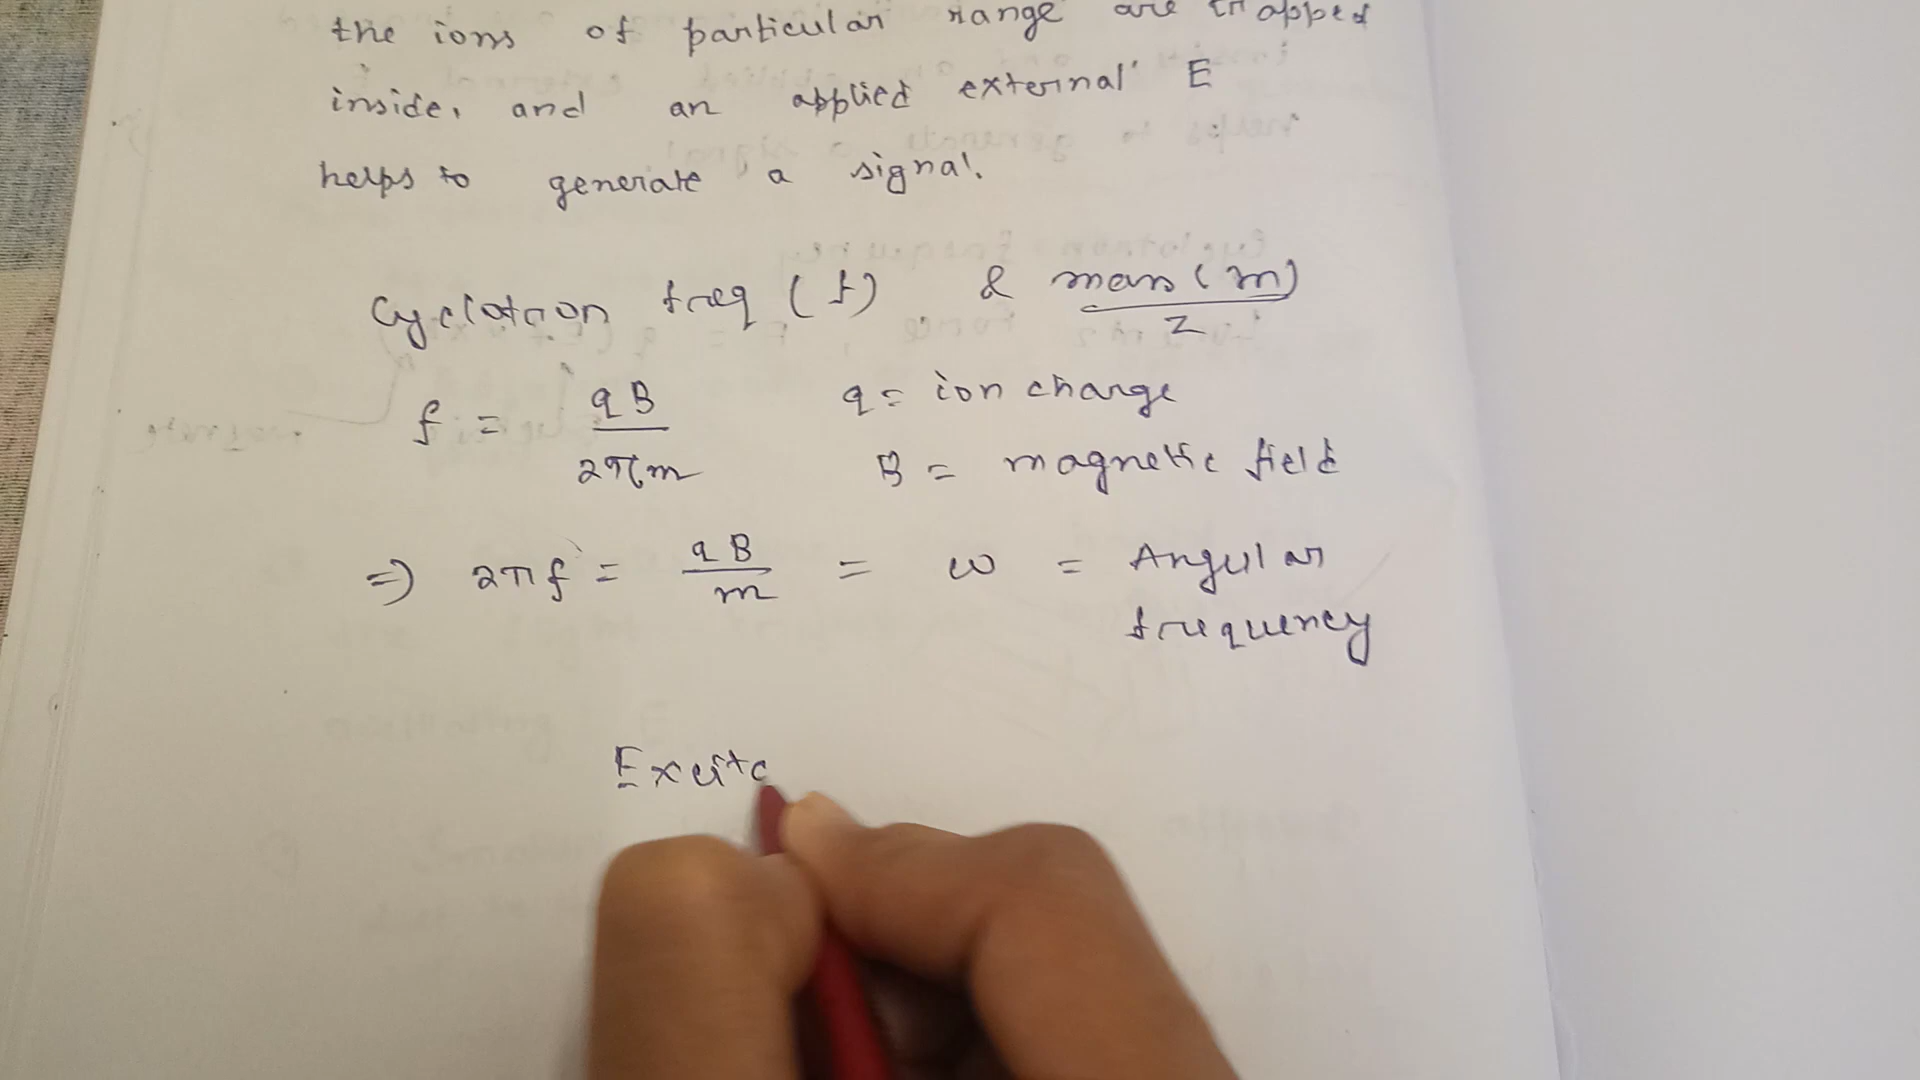 the ions of particular range are trapped
inside, and an applied external E
helps to generate a signal.
Cyclotron freq (f) & mass (m) / z
f = qB / 2πm q = ion charge
B = magnetic field
=> 2πf = qB / m = ω = Angular
frequency
Excita